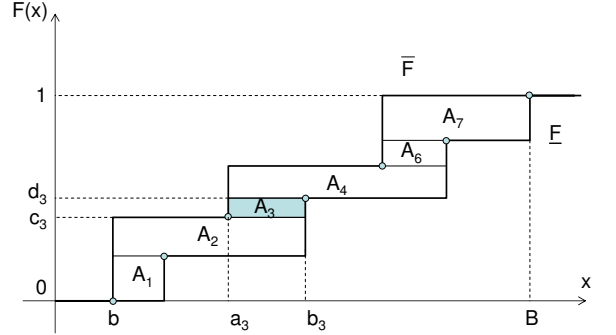 F(x)
F̅
1
A₇
F̲
A₆
d₃
A₄
A₃
c₃
A₂
A₁
0
x
b
a₃
b₃
B